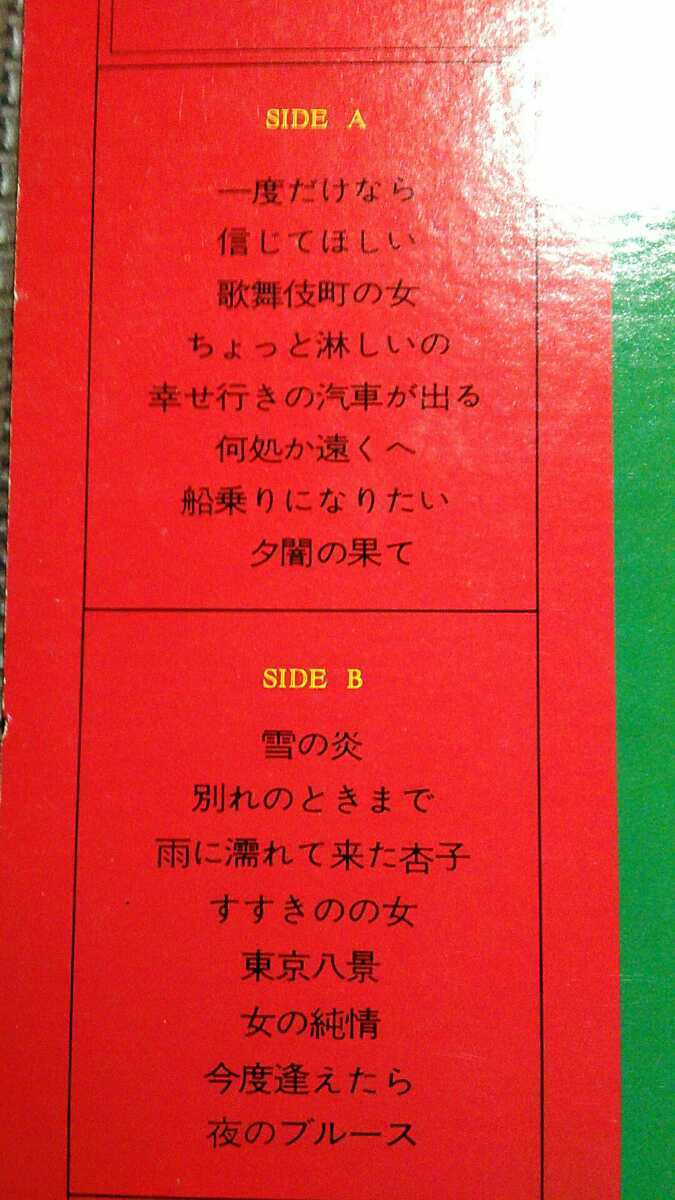 SIDE A
一度だけなら
信じてほしい
歌舞伎町の女
ちょっと淋しいの
幸せ行きの汽車が出る
何処か遠くへ
船乗りになりたい
夕闇の果て
SIDE B
雪の炎
別れのときまで
雨に濡れて来た杏子
すすきのの女
東京八景
女の純情
今度逢えたら
夜のブルース